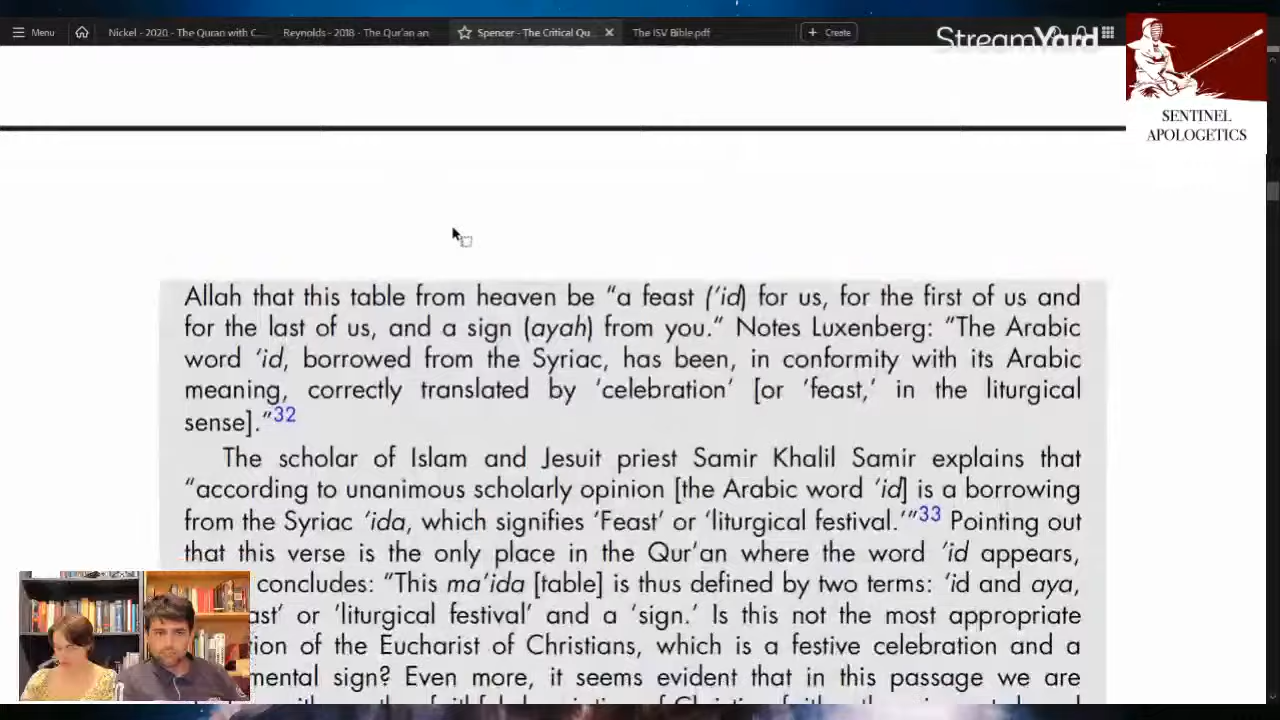 Menu
Nickel - 2020 - The Quran with C...
Reynolds - 2018 - The Qur'an an
Spencer - The Critical Qu...
The ISV Bible.pdf
+ Create
StreamYard
SENTINEL
APOLOGETICS
Allah that this table from heaven be "a feast ('id) for us, for the first of us and
for the last of us, and a sign (ayah) from you." Notes Luxenberg: "The Arabic
word 'id, borrowed from the Syriac, has been, in conformity with its Arabic
meaning, correctly translated by 'celebration' [or 'feast,' in the liturgical
sense]."32
The scholar of Islam and Jesuit priest Samir Khalil Samir explains that
"according to unanimous scholarly opinion [the Arabic word 'id] is a borrowing
from the Syriac 'ida, which signifies 'Feast' or 'liturgical festival.'"33 Pointing out
that this verse is the only place in the Qur'an where the word 'id appears,
concludes: "This ma'ida [table] is thus defined by two terms: 'id and aya,
ast' or 'liturgical festival' and a 'sign.' Is this not the most appropriate
ion of the Eucharist of Christians, which is a festive celebration and a
mental sign? Even more, it seems evident that in this passage we are